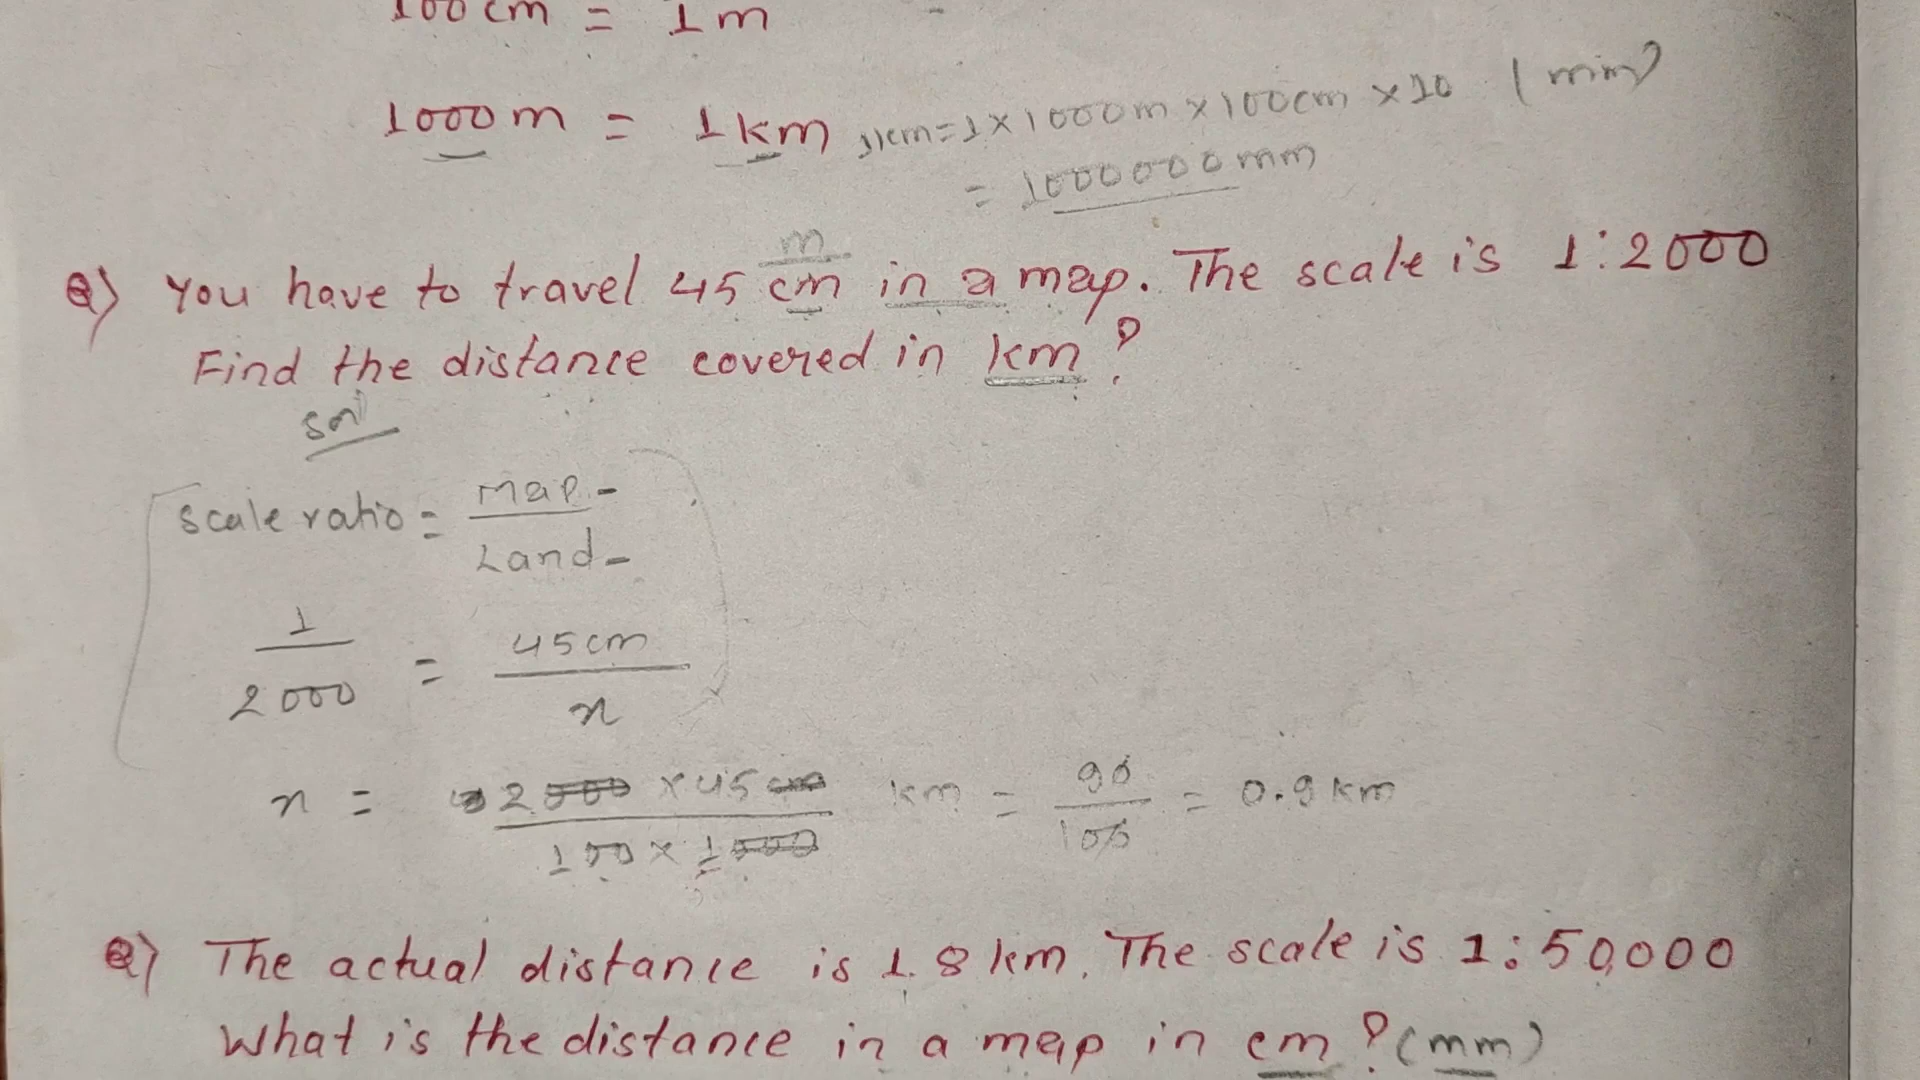 100 cm = 1 m
1000 m = 1 km 1km = 1 × 1000m × 100cm × 10 (mm)
= 1000000 mm
m
Q) You have to travel 45 cm in a map. The scale is 1:2000
Find the distance covered in km?
Sol
scale ratio = Map / Land
1/2000 = 45cm/x
x = 2000 × 45 cm / 100 × 1000 km = 90/100 = 0.9 km
Q) The actual distance is 1.8 km. The scale is 1:50,000
What is the distance in a map in cm? (mm)